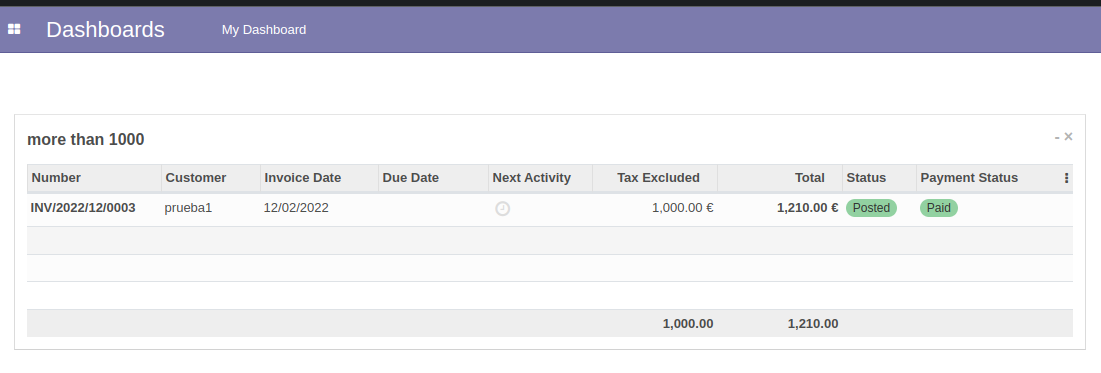 Dashboards My Dashboard
more than 1000 - ×
Number Customer Invoice Date Due Date Next Activity Tax Excluded Total Status Payment Status
INV/2022/12/0003 prueba1 12/02/2022 1,000.00 € 1,210.00 € Posted Paid
1,000.00 1,210.00